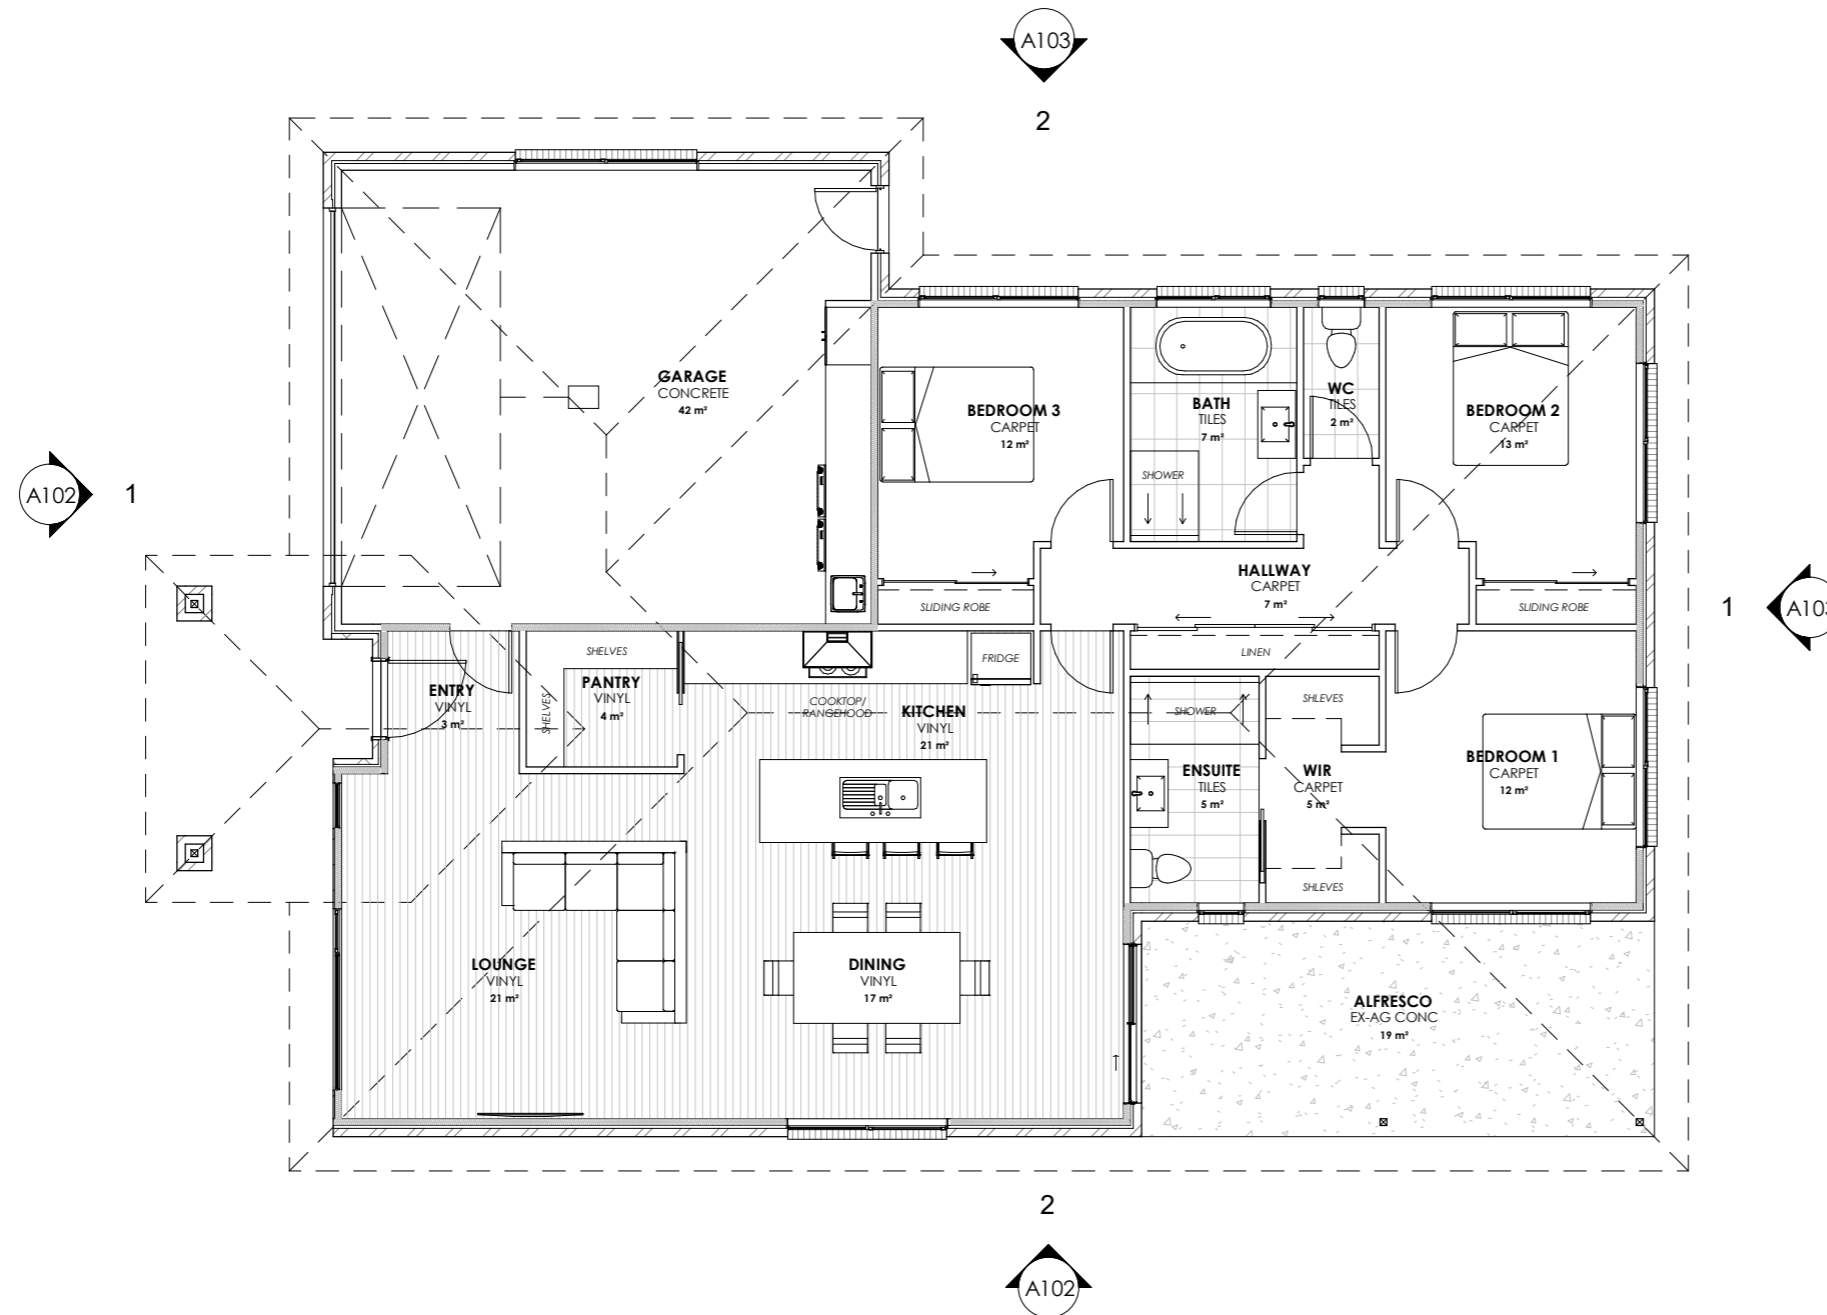 A103
2
GARAGE
CONCRETE
42 m²
BEDROOM 3
CARPET
12 m²
BATH
TILES
7 m²
WC
TILES
2 m²
BEDROOM 2
CARPET
13 m²
SHOWER
A102
1
HALLWAY
CARPET
7 m²
SLIDING ROBE
SLIDING ROBE
1
A103
SHELVES
FRIDGE
LINEN
ENTRY
VINYL
3 m²
PANTRY
VINYL
4 m²
SHELVES
COOKTOP/
RANGEHOOD
KITCHEN
VINYL
21 m²
SHOWER
SHLEVES
ENSUITE
TILES
5 m²
WIR
CARPET
5 m²
BEDROOM 1
CARPET
12 m²
SHLEVES
LOUNGE
VINYL
21 m²
DINING
VINYL
17 m²
ALFRESCO
EX-AG CONC
19 m²
2
A102